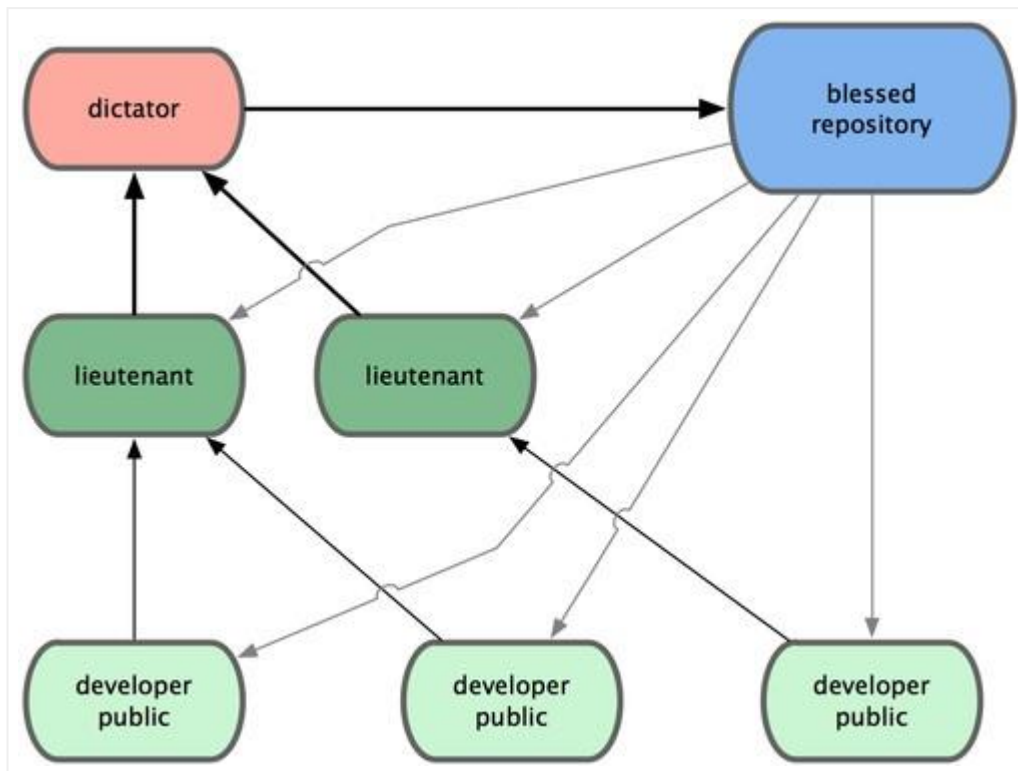 dictator
blessed
repository
lieutenant
lieutenant
developer
public
developer
public
developer
public